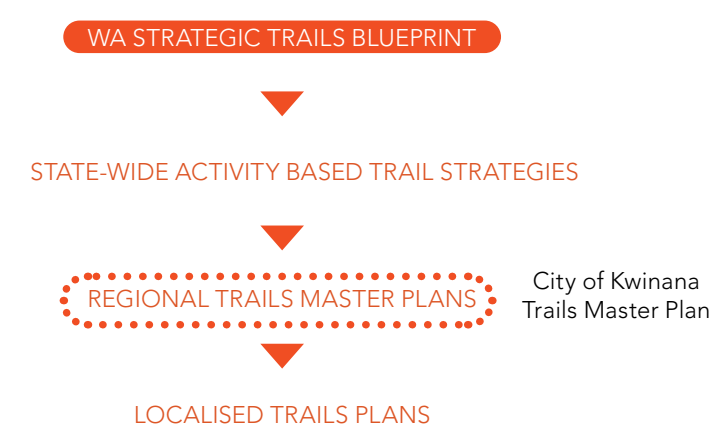 WA STRATEGIC TRAILS BLUEPRINT
STATE-WIDE ACTIVITY BASED TRAIL STRATEGIES
REGIONAL TRAILS MASTER PLANS
City of Kwinana
Trails Master Plan
LOCALISED TRAILS PLANS